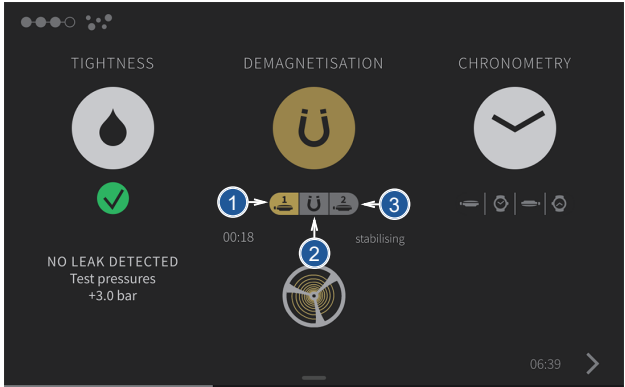 TIGHTNESS
DEMAGNETISATION
CHRONOMETRY
1
1
2
3
00:18
stabilising
2
NO LEAK DETECTED
Test pressures
+3.0 bar
06:39